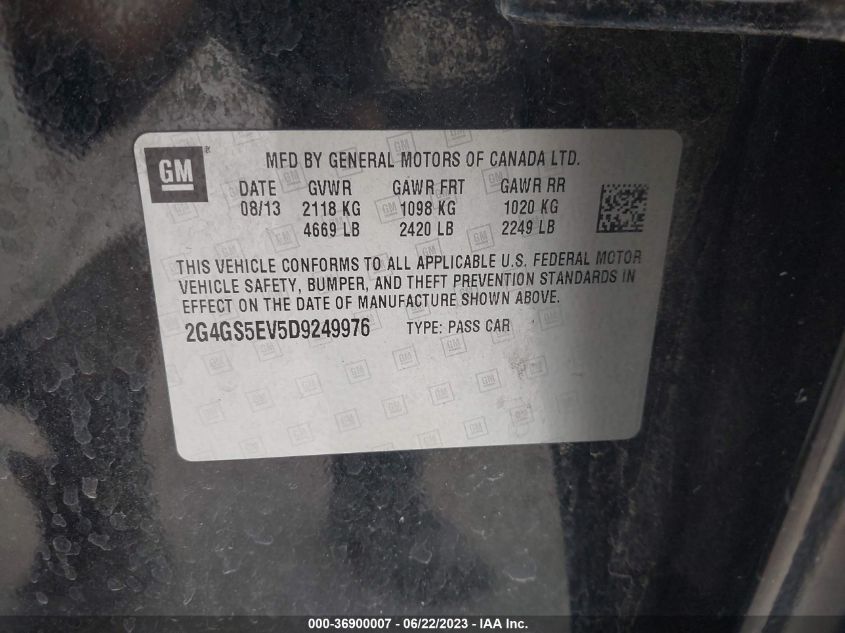 GM
MFD BY GENERAL MOTORS OF CANADA LTD.
DATE GVWR GAWR FRT GAWR RR
08/13 2118 KG 1098 KG 1020 KG
4669 LB 2420 LB 2249 LB
THIS VEHICLE CONFORMS TO ALL APPLICABLE U.S. FEDERAL MOTOR
VEHICLE SAFETY, BUMPER, AND THEFT PREVENTION STANDARDS IN
EFFECT ON THE DATE OF MANUFACTURE SHOWN ABOVE.
2G4GS5EV5D9249976 TYPE: PASS CAR
000-36900007 - 06/22/2023 - IAA Inc.